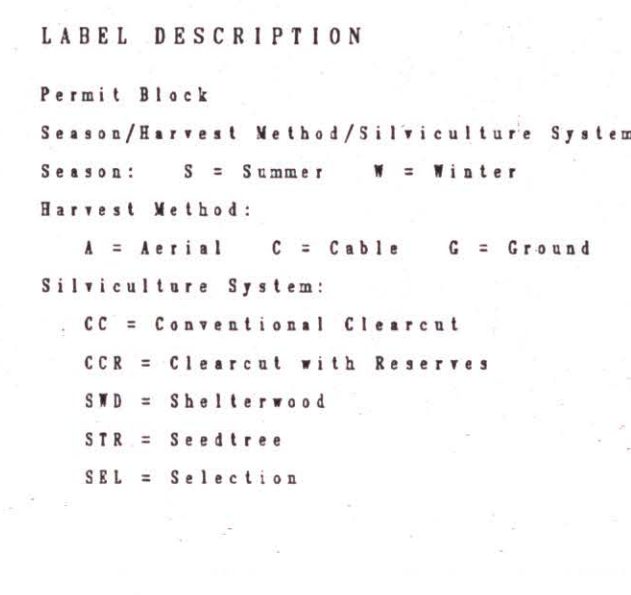 LABEL DESCRIPTION
Permit Block
Season/Harvest Method/Silviculture System
Season: S = Summer W = Winter
Harvest Method:
A = Aerial C = Cable G = Ground
Silviculture System:
CC = Conventional Clearcut
CCR = Clearcut with Reserves
SWD = Shelterwood
STR = Seedtree
SEL = Selection